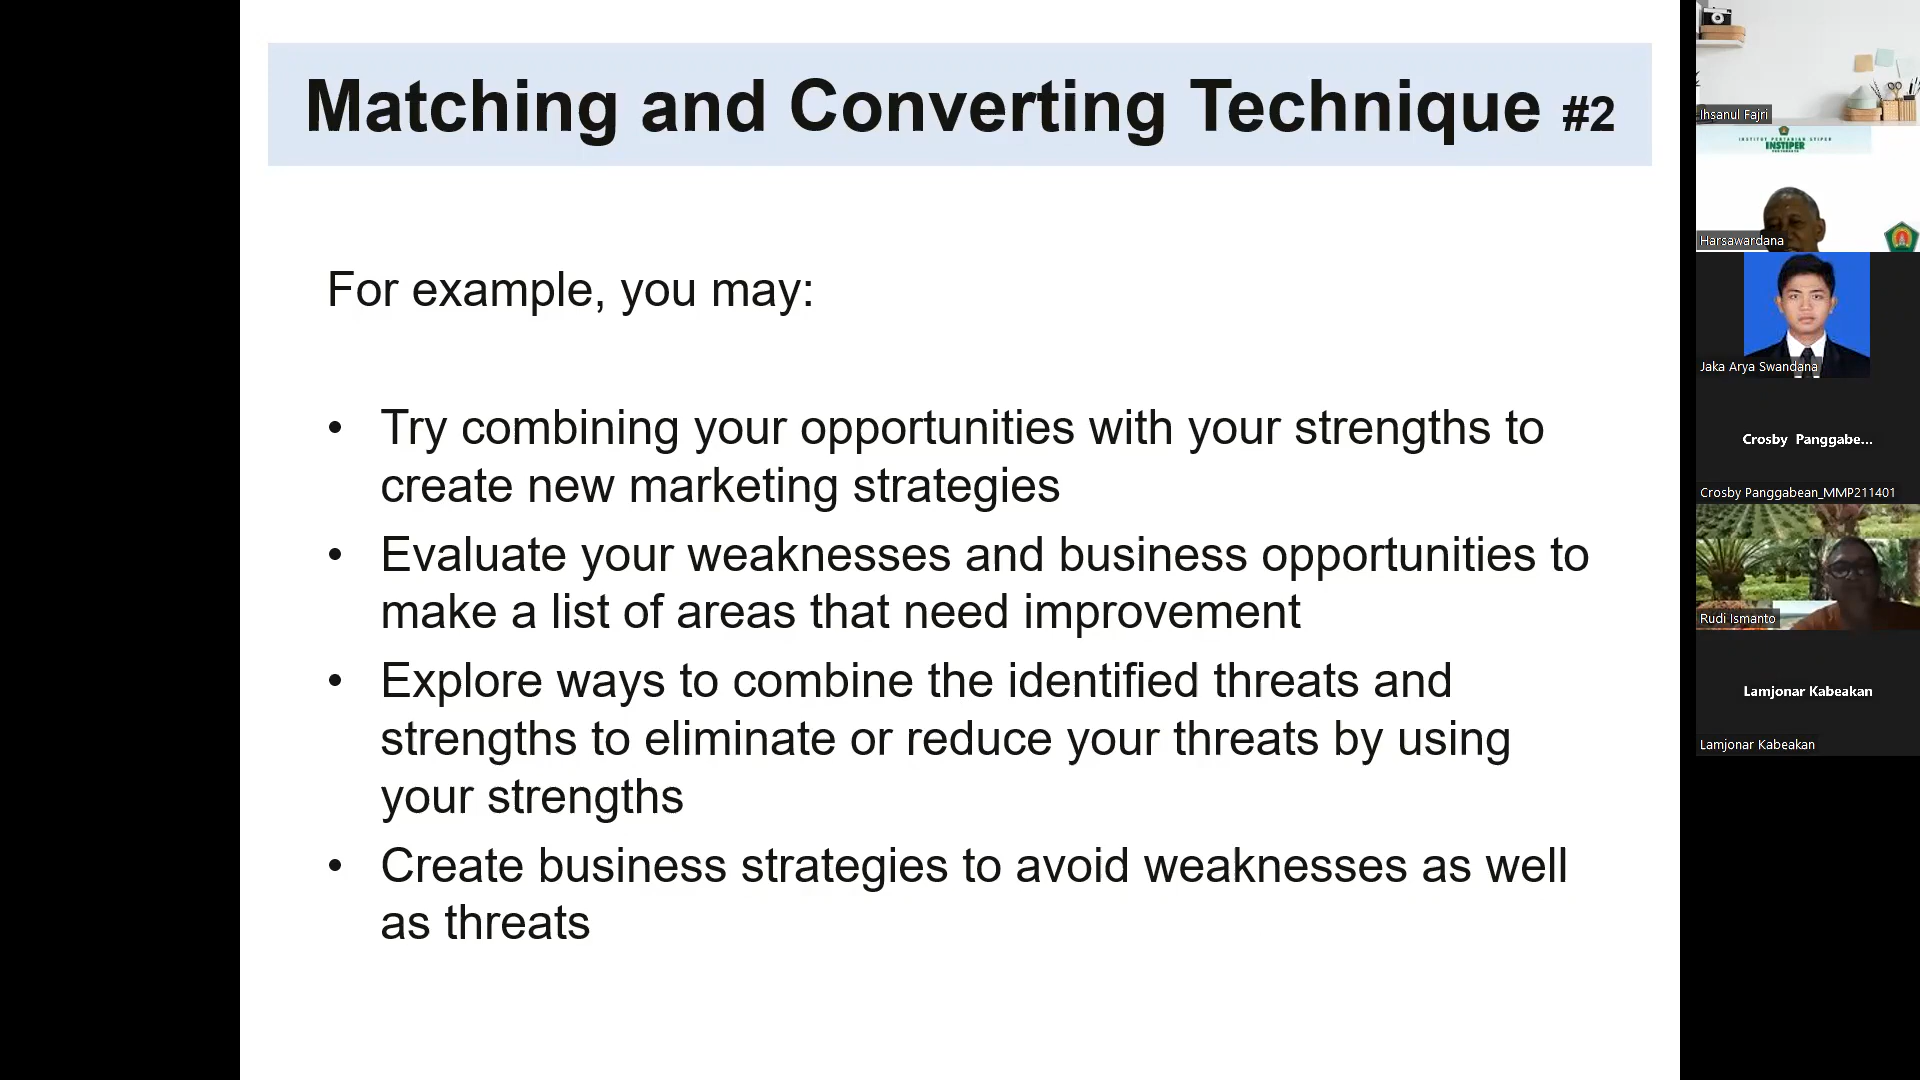 Matching and Converting Technique #2
For example, you may:
• Try combining your opportunities with your strengths to
create new marketing strategies
• Evaluate your weaknesses and business opportunities to
make a list of areas that need improvement
• Explore ways to combine the identified threats and
strengths to eliminate or reduce your threats by using
your strengths
• Create business strategies to avoid weaknesses as well
as threats
Ihsanul Fajri
INSTITUT PERTANIAN STIPER
INSTIPER
Harsawardana
Jaka Arya Swandana
Crosby Panggabe...
Crosby Panggabean_MMP211401
Rudi Ismanto
Lamjonar Kabeakan
Lamjonar Kabeakan